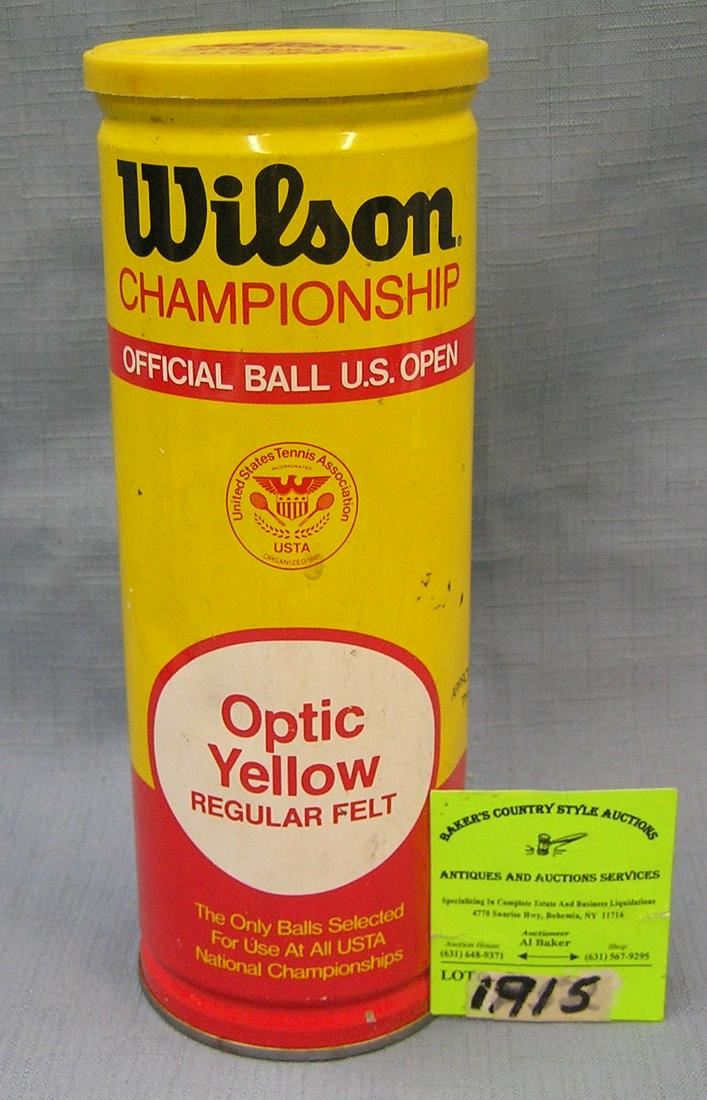 Wilson®
CHAMPIONSHIP
OFFICIAL BALL U.S. OPEN
United States Tennis Association
INCORPORATED
USTA
ORGANIZED 1881
Optic
Yellow
REGULAR FELT
The Only Balls Selected
For Use At All USTA
National Championships
BAKER'S COUNTRY STYLE AUCTIONS
ANTIQUES AND AUCTIONS SERVICES
Specializing In Complete Estate And Business Liquidations
4770 Sunrise Hwy, Bohemia, NY 11716
Auctioneer
Auction House Al Baker Shop
(631) 648-9371 (631) 567-9295
LOT
1915